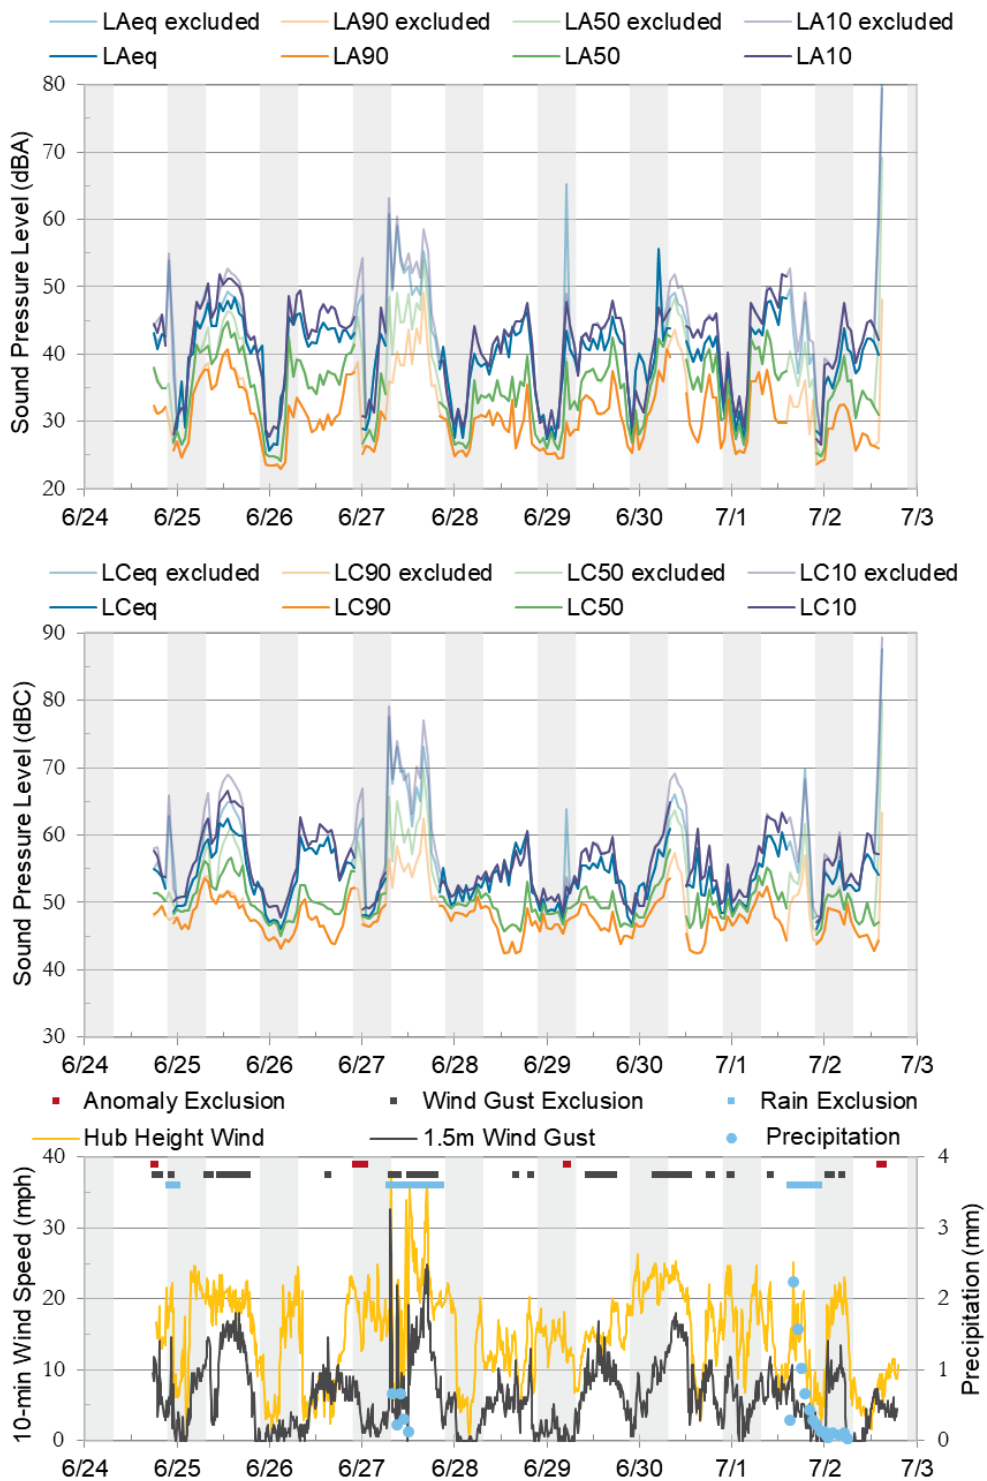 LAeq excluded LA90 excluded LA50 excluded LA10 excluded
LAeq LA90 LA50 LA10
Sound Pressure Level (dBA)
80
70
60
50
40
30
20
6/24 6/25 6/26 6/27 6/28 6/29 6/30 7/1 7/2 7/3
LCeq excluded LC90 excluded LC50 excluded LC10 excluded
LCeq LC90 LC50 LC10
Sound Pressure Level (dBC)
90
80
70
60
50
40
30
6/24 6/25 6/26 6/27 6/28 6/29 6/30 7/1 7/2 7/3
Anomaly Exclusion Wind Gust Exclusion Rain Exclusion
Hub Height Wind 1.5m Wind Gust Precipitation
10-min Wind Speed (mph)
40
30
20
10
0
4
3
2
1
0
Precipitation (mm)
6/24 6/25 6/26 6/27 6/28 6/29 6/30 7/1 7/2 7/3